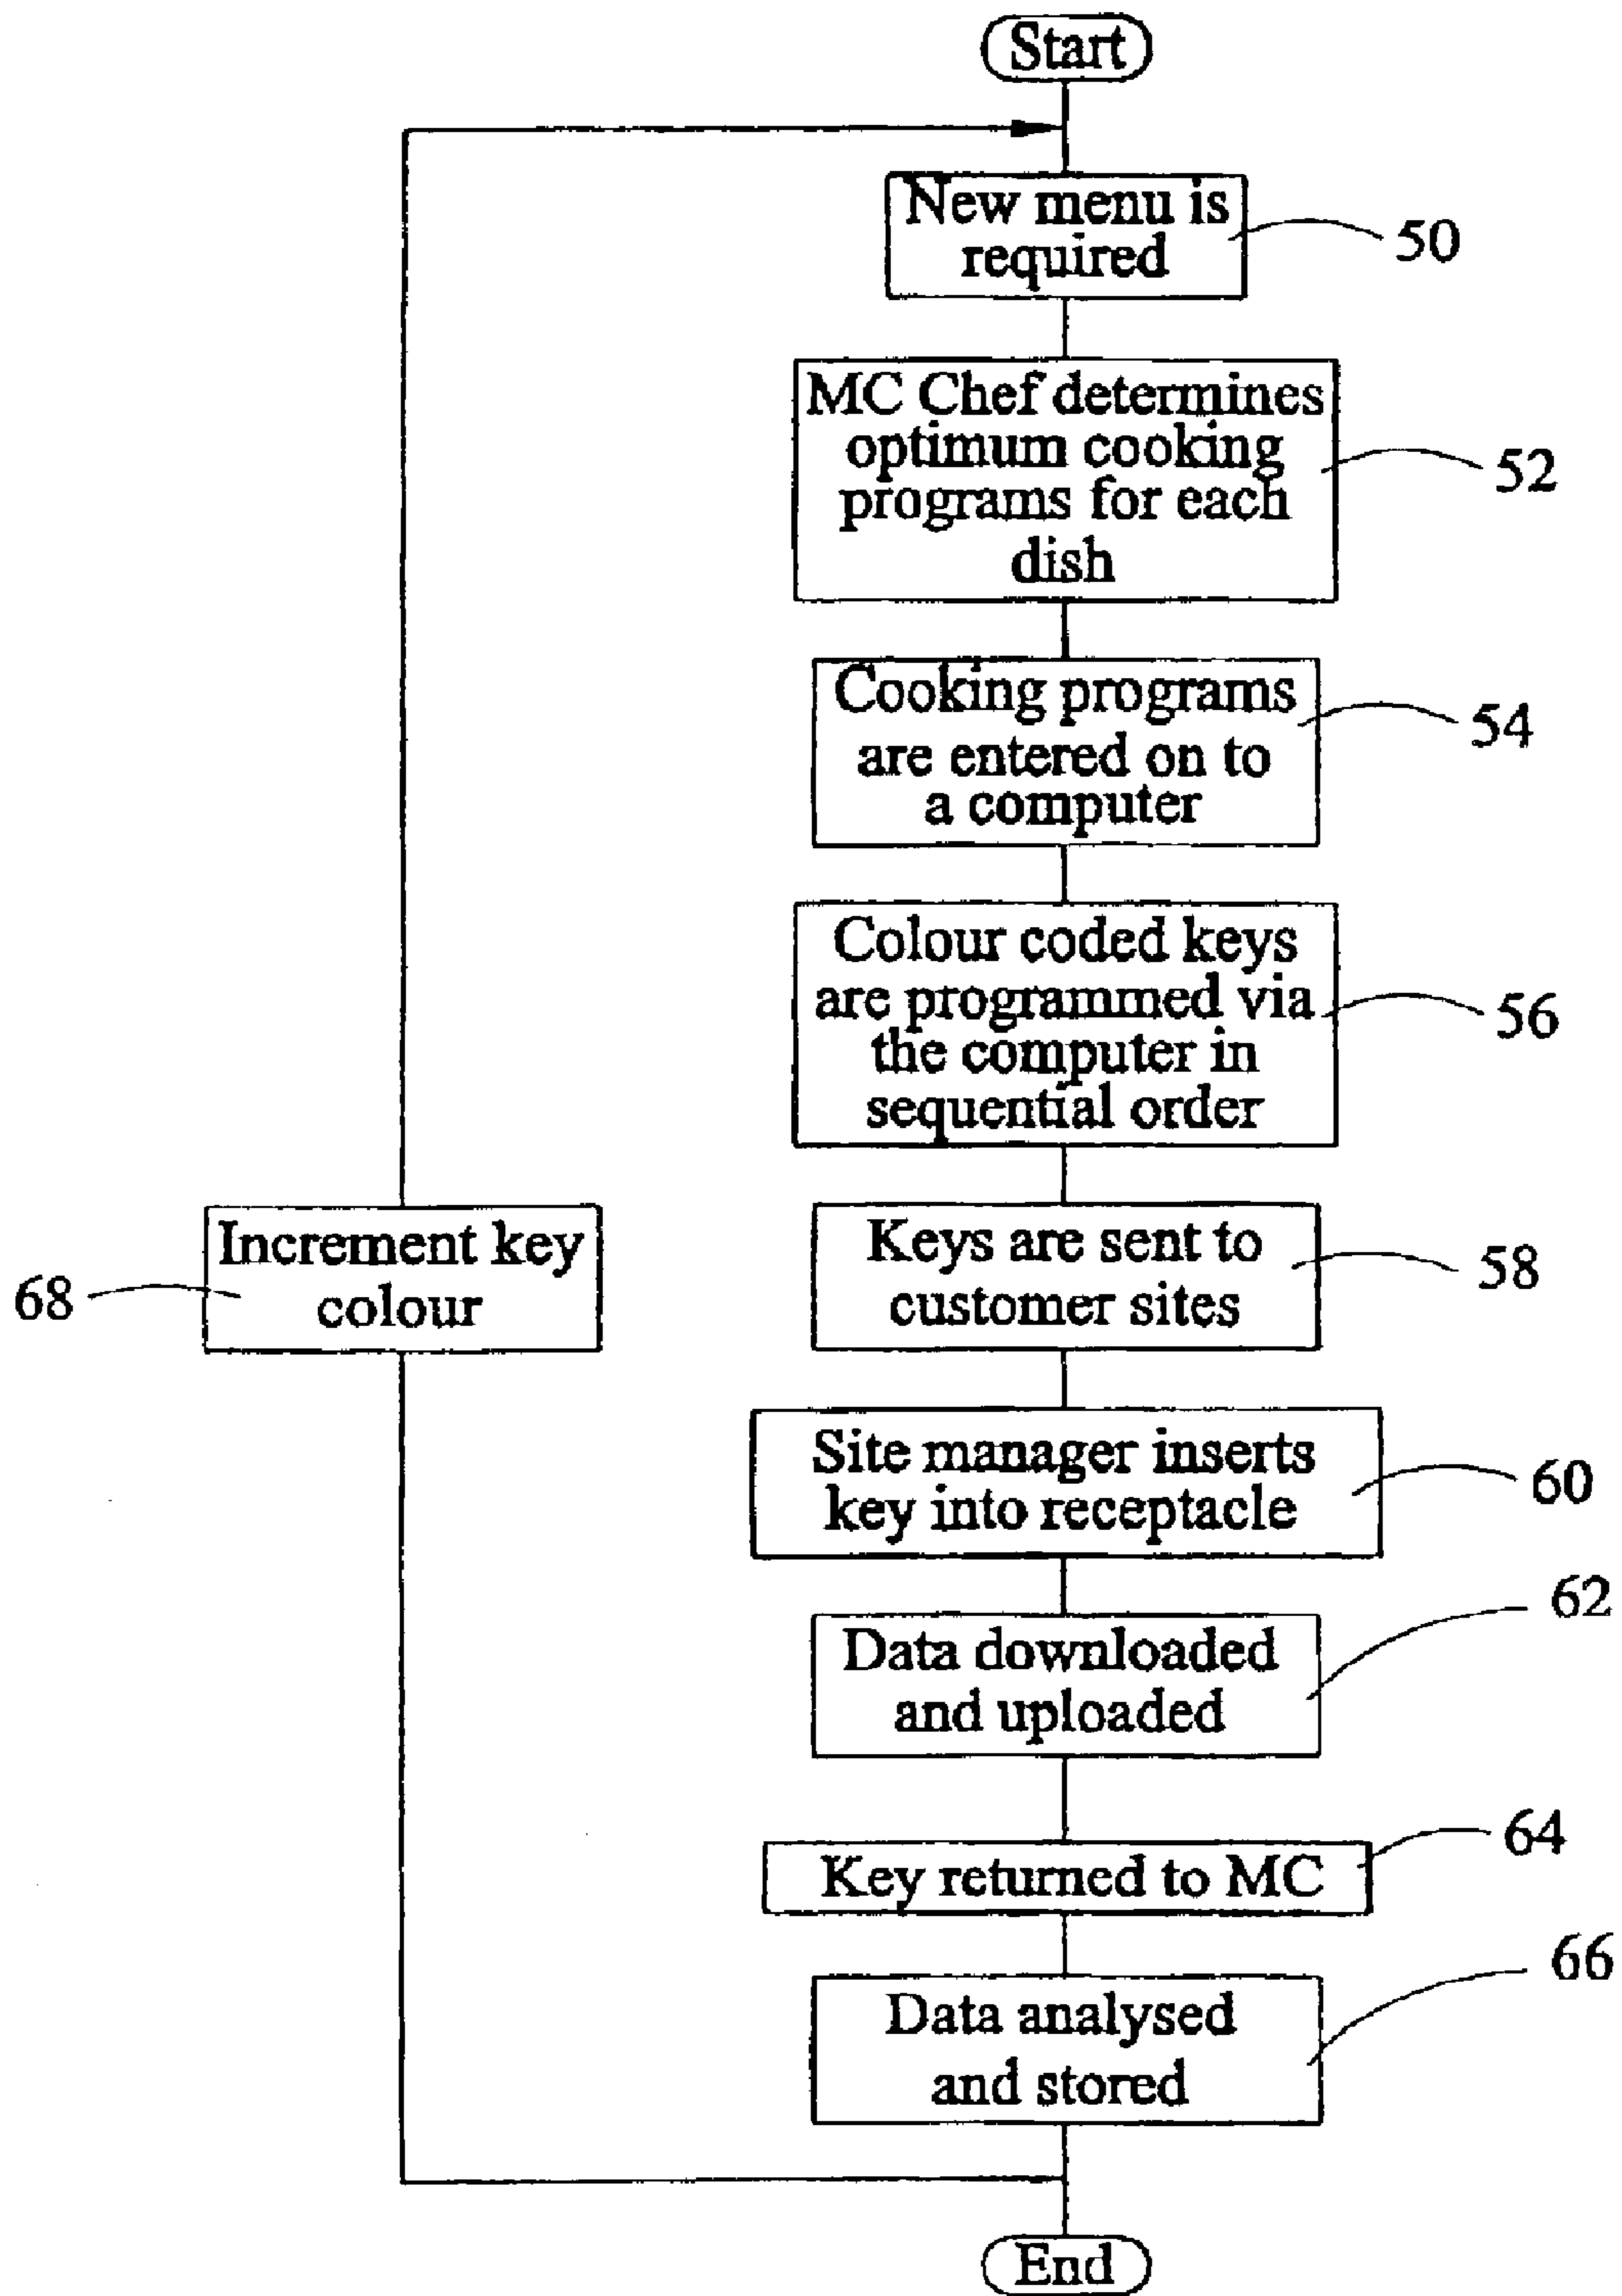 Start
New menu is
required
50
MC Chef determines
optimum cooking
programs for each
dish
52
Cooking programs
are entered on to
a computer
54
Colour coded keys
are programmed via
the computer in
sequential order
56
Increment key
colour
68
Keys are sent to
customer sites
58
Site manager inserts
key into receptacle
60
Data downloaded
and uploaded
62
Key returned to MC
64
Data analysed
and stored
66
End